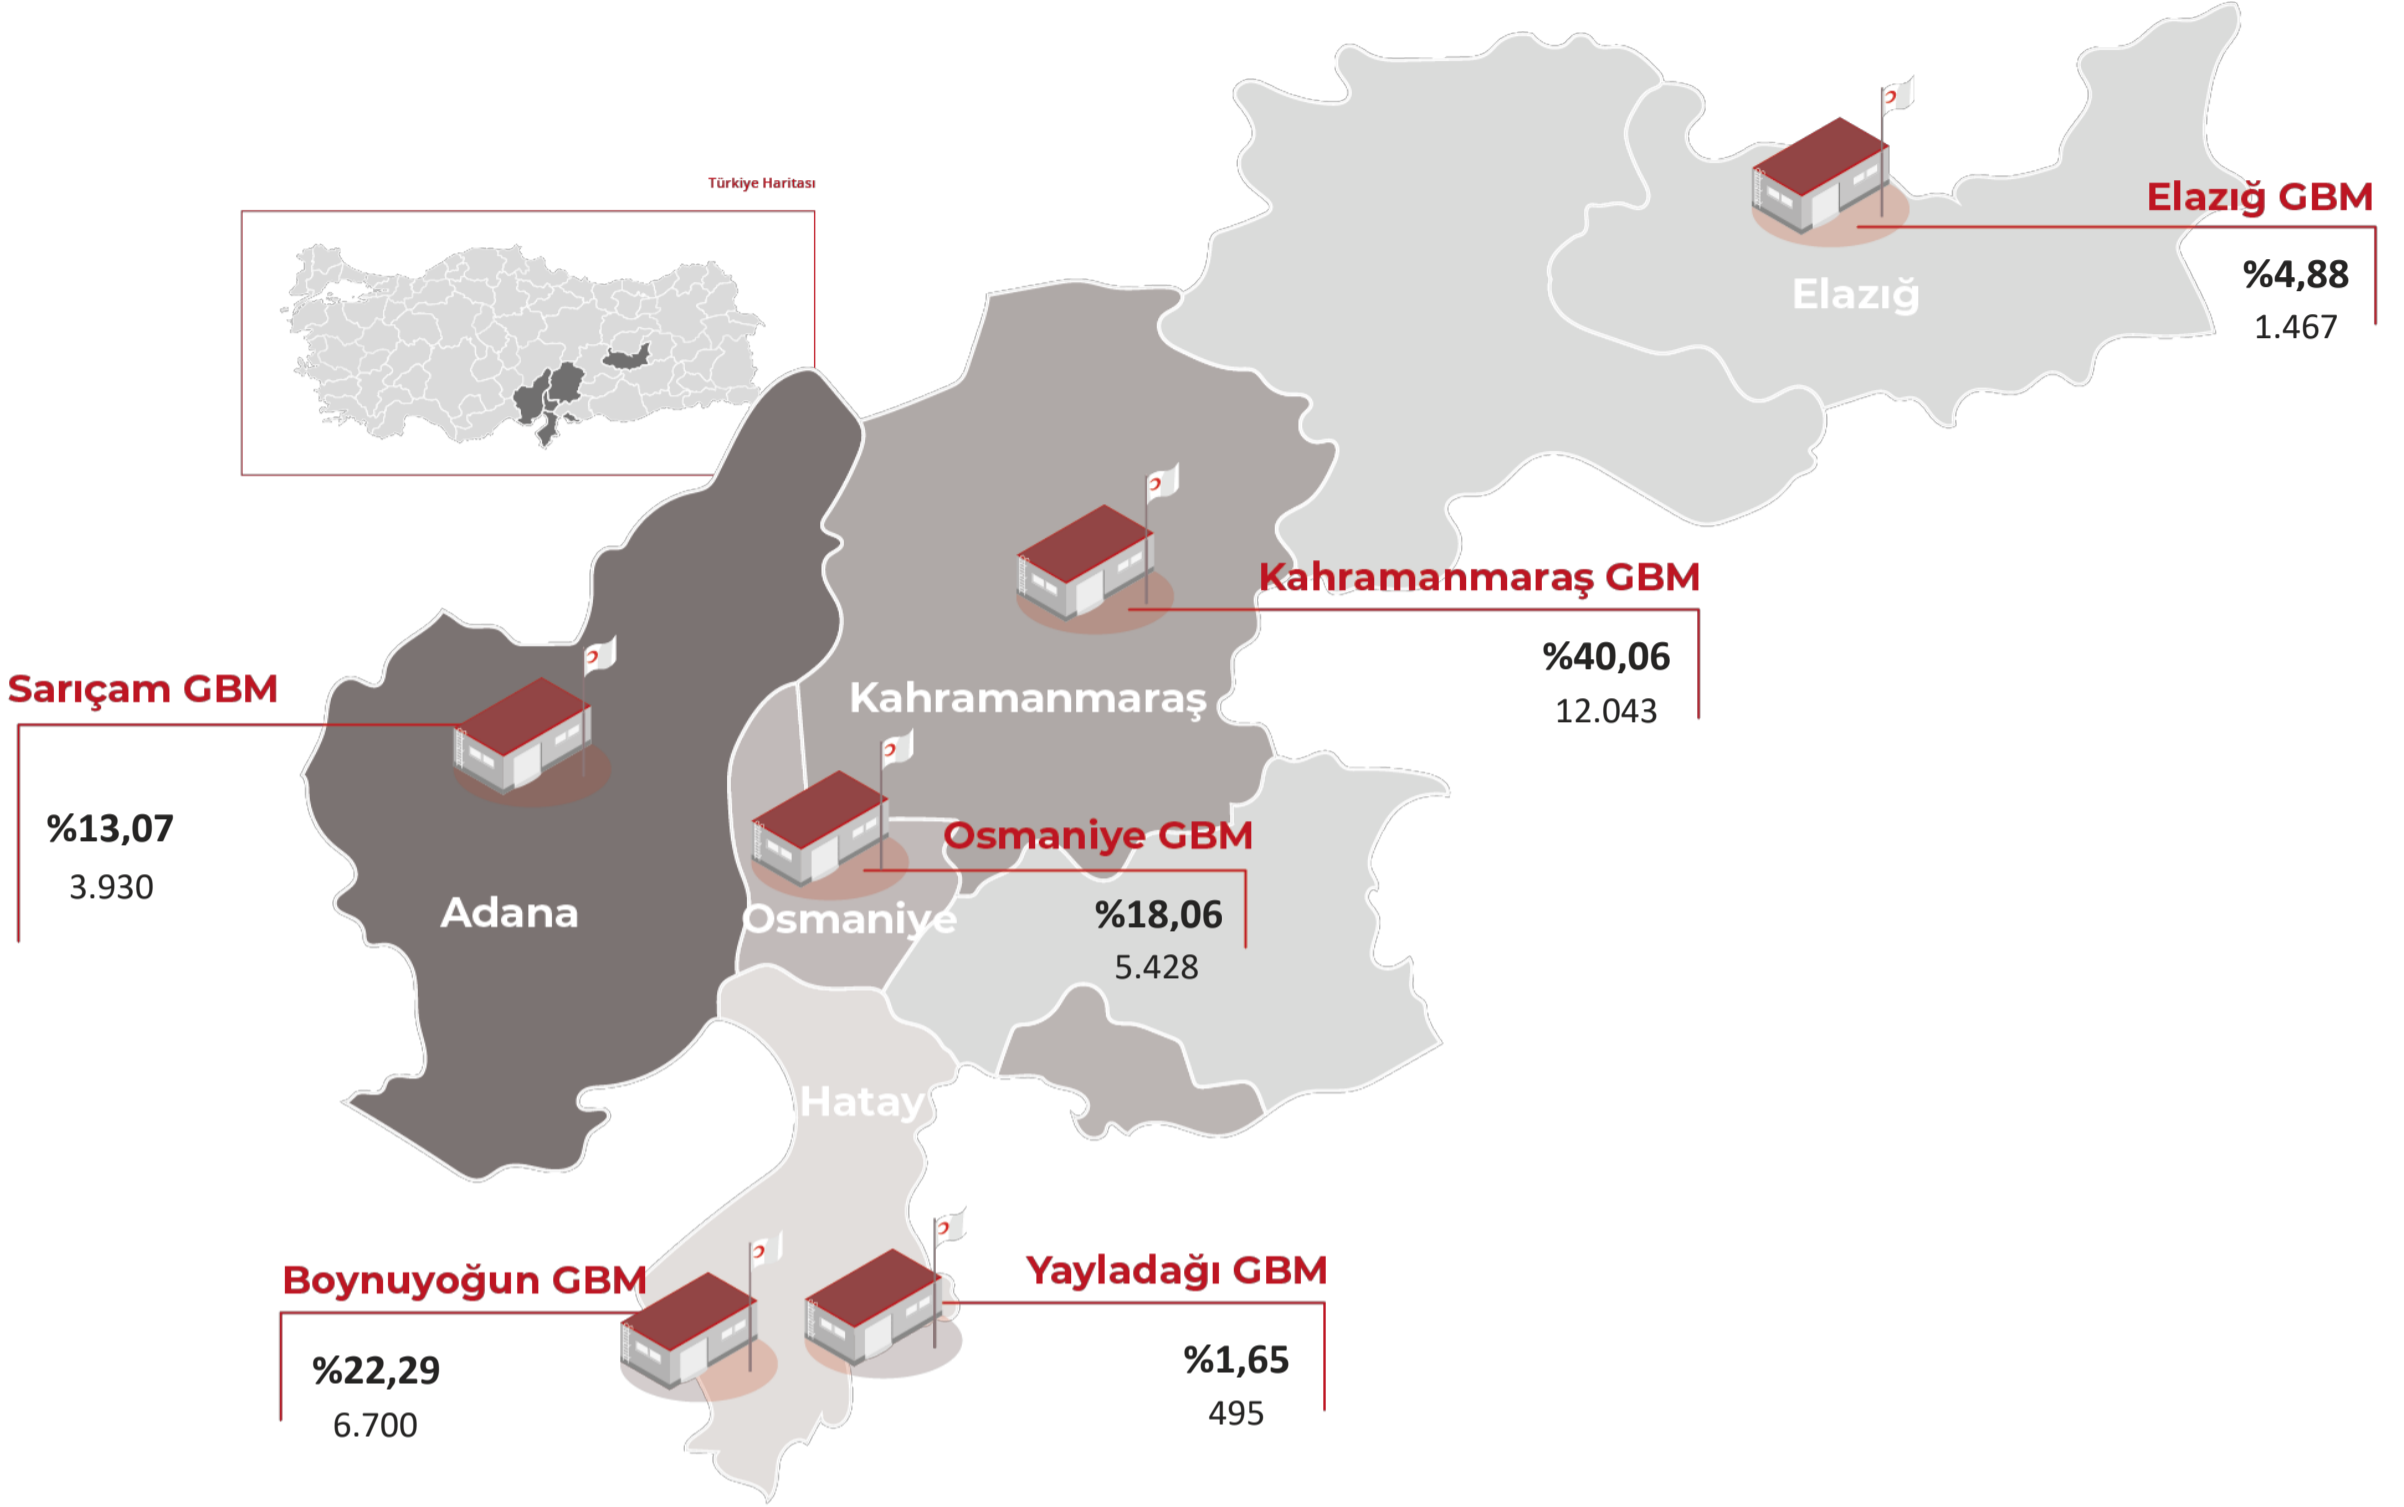 Türkiye Haritası
Elazığ GBM
%4,88
1.467
Elazığ
Kahramanmaraş GBM
%40,06
12.043
Kahramanmaraş
Sarıçam GBM
%13,07
3.930
Adana
Osmaniye GBM
%18,06
5.428
Osmaniye
Hatay
Boynuyoğun GBM
%22,29
6.700
Yayladağı GBM
%1,65
495